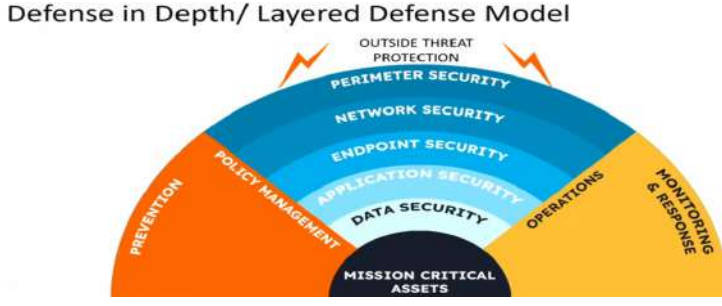 Defense in Depth/ Layered Defense Model
OUTSIDE THREAT
PROTECTION
PERIMETER SECURITY
NETWORK SECURITY
ENDPOINT SECURITY
APPLICATION SECURITY
DATA SECURITY
PREVENTION
POLICY MANAGEMENT
OPERATIONS
MONITORING
& RESPONSE
MISSION CRITICAL
ASSETS